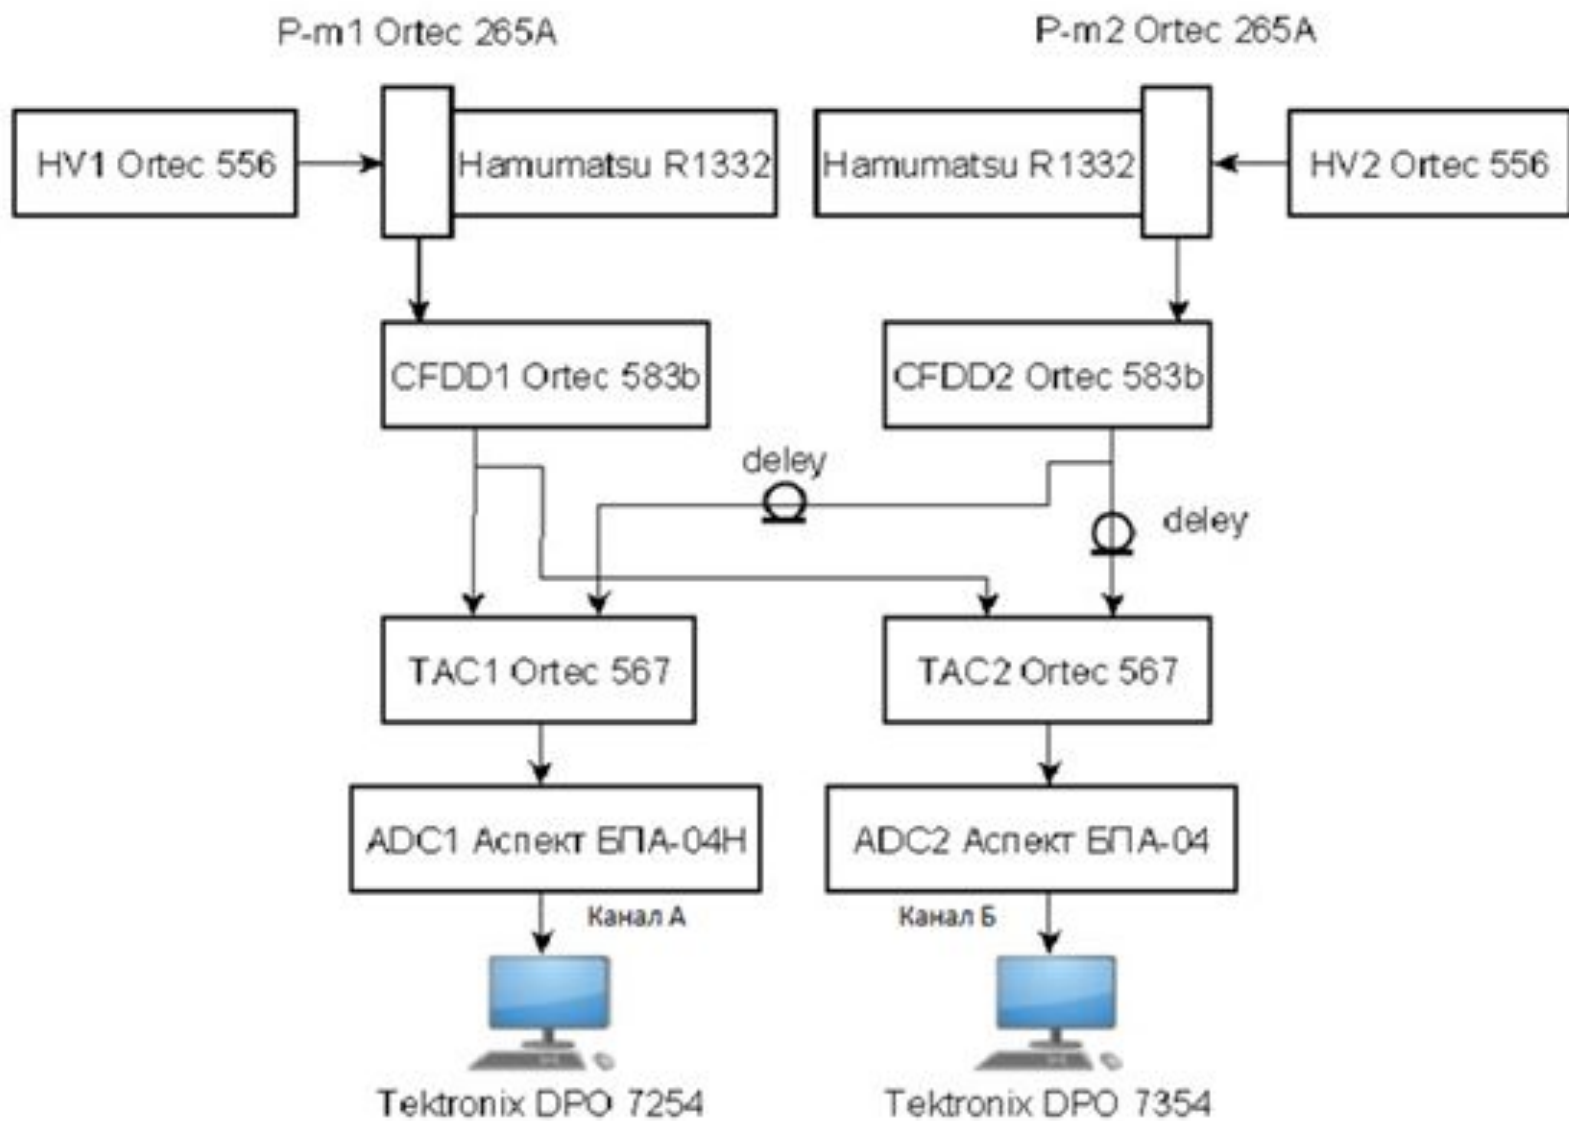 P-m1 Ortec 265A
P-m2 Ortec 265A
HV1 Ortec 556
Hamumatsu R1332
Hamumatsu R1332
HV2 Ortec 556
CFDD1 Ortec 583b
CFDD2 Ortec 583b
deley
deley
TAC1 Ortec 567
TAC2 Ortec 567
ADC1 Аспект БПА-04Н
ADC2 Аспект БПА-04
Канал А
Канал Б
Tektronix DPO 7254
Tektronix DPO 7354